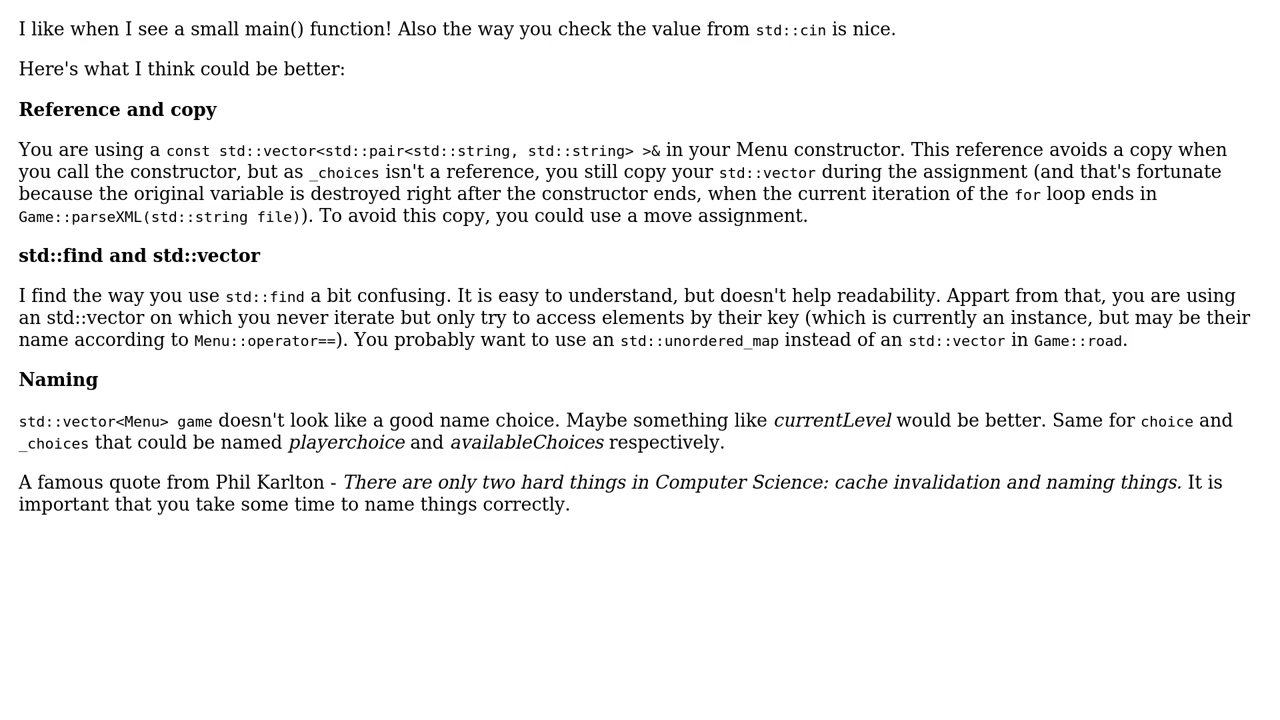 I like when I see a small main() function! Also the way you check the value from std::cin is nice.
Here's what I think could be better:
Reference and copy
You are using a const std::vector<std::pair<std::string, std::string> >& in your Menu constructor. This reference avoids a copy when
you call the constructor, but as _choices isn't a reference, you still copy your std::vector during the assignment (and that's fortunate
because the original variable is destroyed right after the constructor ends, when the current iteration of the for loop ends in
Game::parseXML(std::string file)). To avoid this copy, you could use a move assignment.
std::find and std::vector
I find the way you use std::find a bit confusing. It is easy to understand, but doesn't help readability. Appart from that, you are using
an std::vector on which you never iterate but only try to access elements by their key (which is currently an instance, but may be their
name according to Menu::operator==). You probably want to use an std::unordered_map instead of an std::vector in Game::road.
Naming
std::vector<Menu> game doesn't look like a good name choice. Maybe something like currentLevel would be better. Same for choice and
_choices that could be named playerchoice and availableChoices respectively.
A famous quote from Phil Karlton - There are only two hard things in Computer Science: cache invalidation and naming things. It is
important that you take some time to name things correctly.